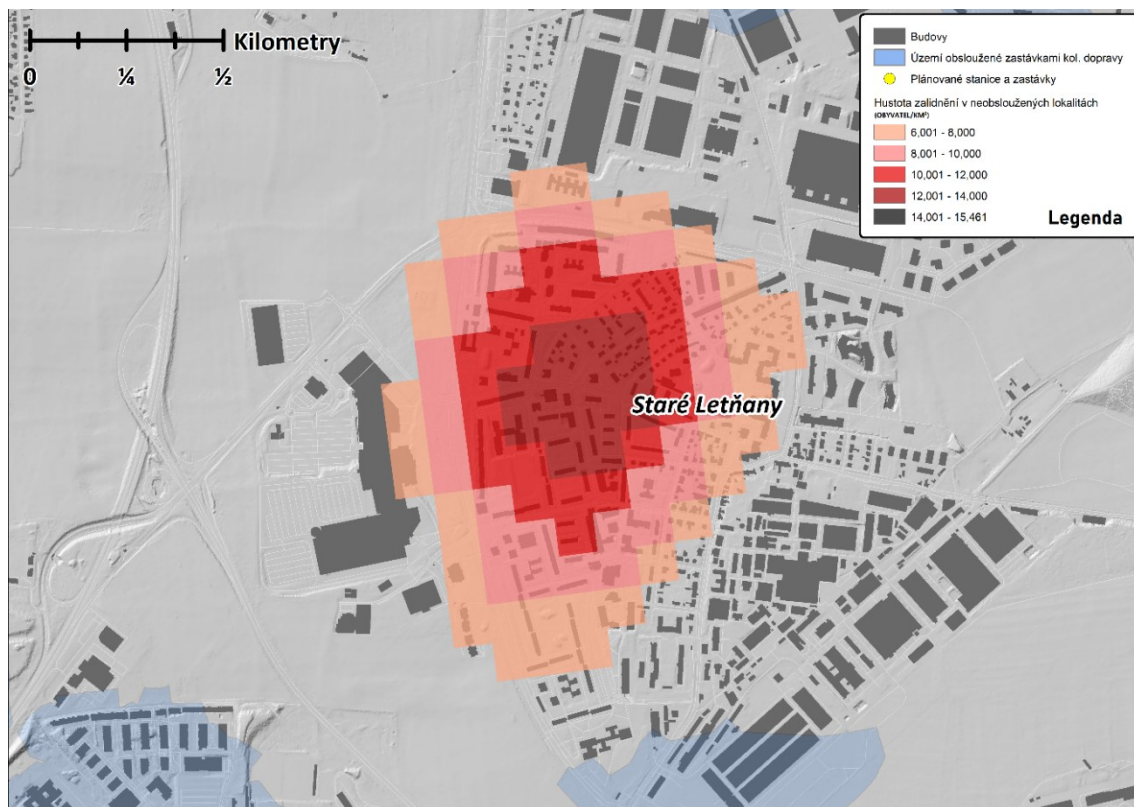 Kilometry
0 ¼ ½
Budovy
Území obsloužené zastávkami kol. dopravy
Plánované stanice a zastávky
Hustota zalidnění v neobsloužených lokalitách
(OBYVATEL/KM²)
6,001 - 8,000
8,001 - 10,000
10,001 - 12,000
12,001 - 14,000
14,001 - 15,461
Legenda
Staré Letňany